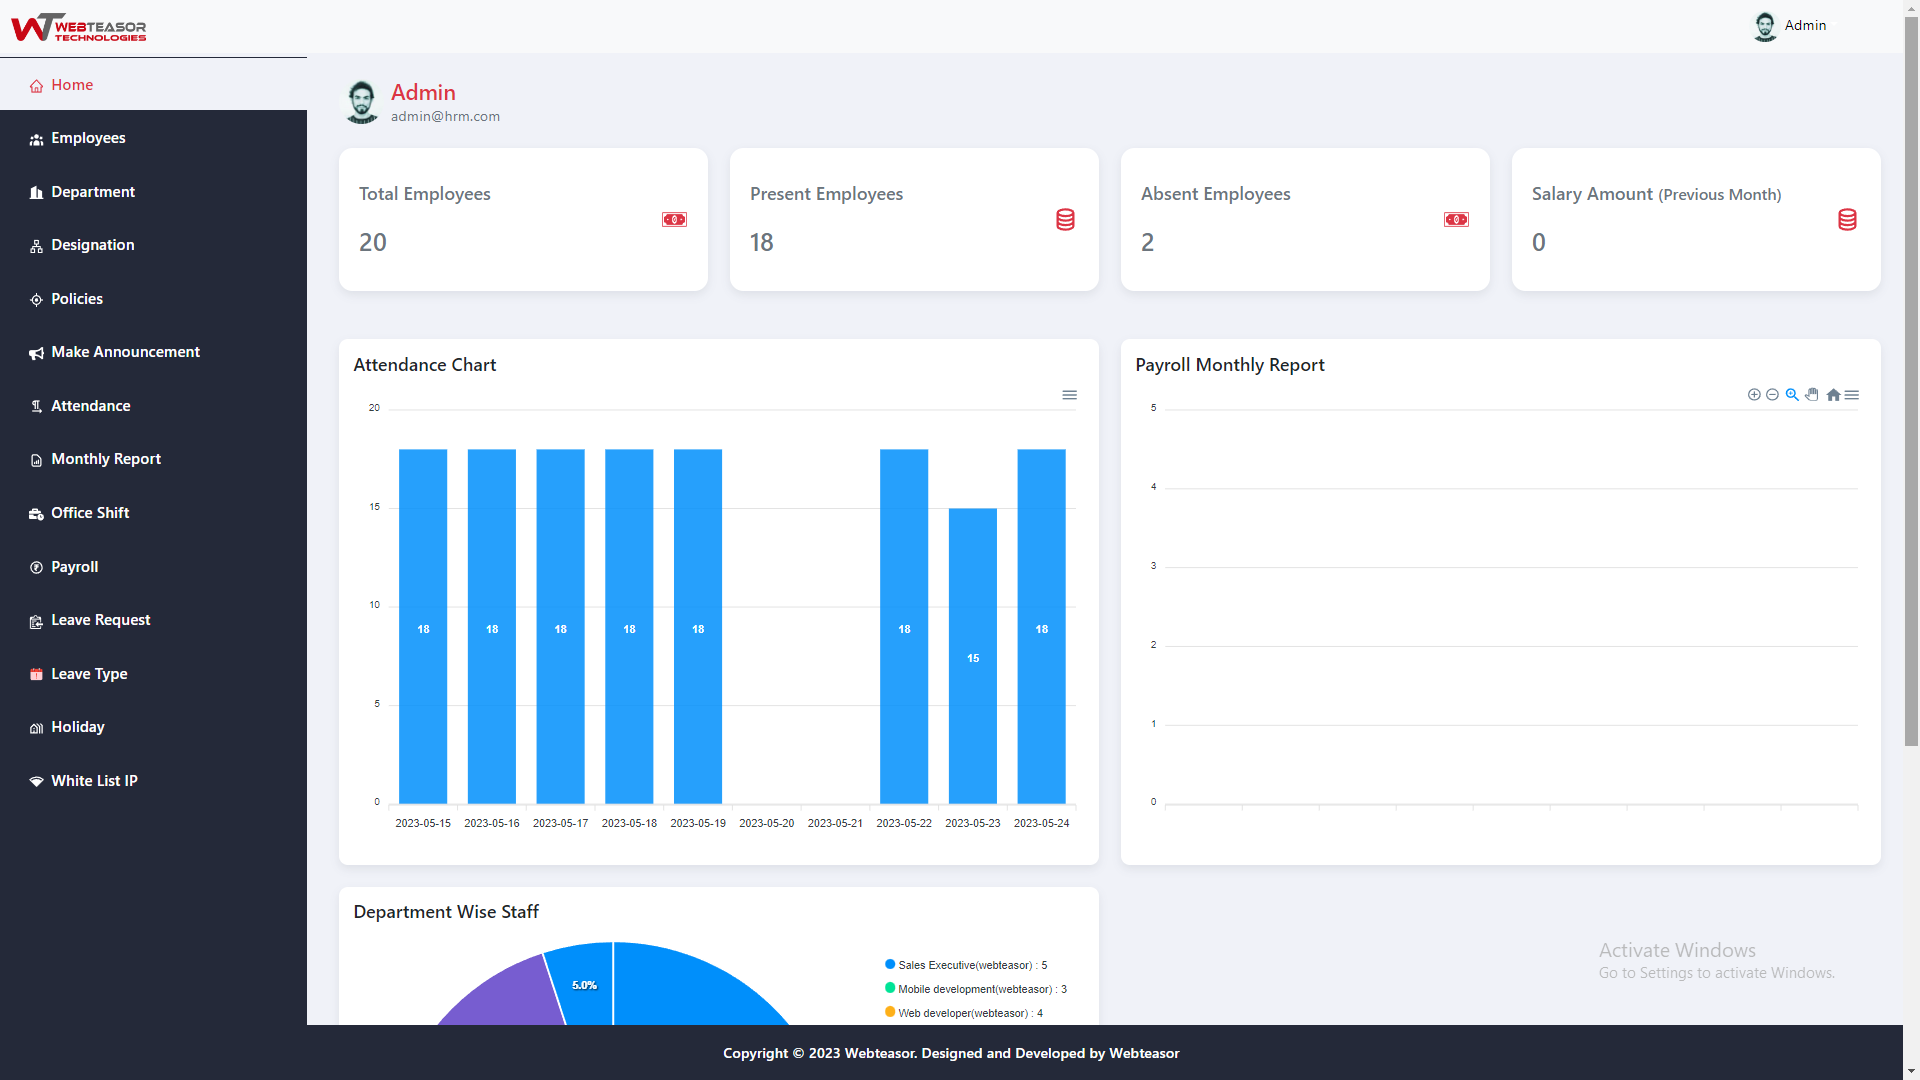 WEBTEASOR
TECHNOLOGIES
Admin
Home
Employees
Department
Designation
Policies
Make Announcement
Attendance
Monthly Report
Office Shift
Payroll
Leave Request
Leave Type
Holiday
White List IP
Admin
admin@hrm.com
Total Employees
20
Present Employees
18
Absent Employees
2
Salary Amount (Previous Month)
0
Attendance Chart
20
15
10
5
0
18 18 18 18 18 18 15 18
2023-05-15 2023-05-16 2023-05-17 2023-05-18 2023-05-19 2023-05-20 2023-05-21 2023-05-22 2023-05-23 2023-05-24
Payroll Monthly Report
5
4
3
2
1
0
Department Wise Staff
5.0%
Sales Executive(webteasor) : 5
Mobile development(webteasor) : 3
Web developer(webteasor) : 4
Activate Windows
Go to Settings to activate Windows.
Copyright © 2023 Webteasor. Designed and Developed by Webteasor